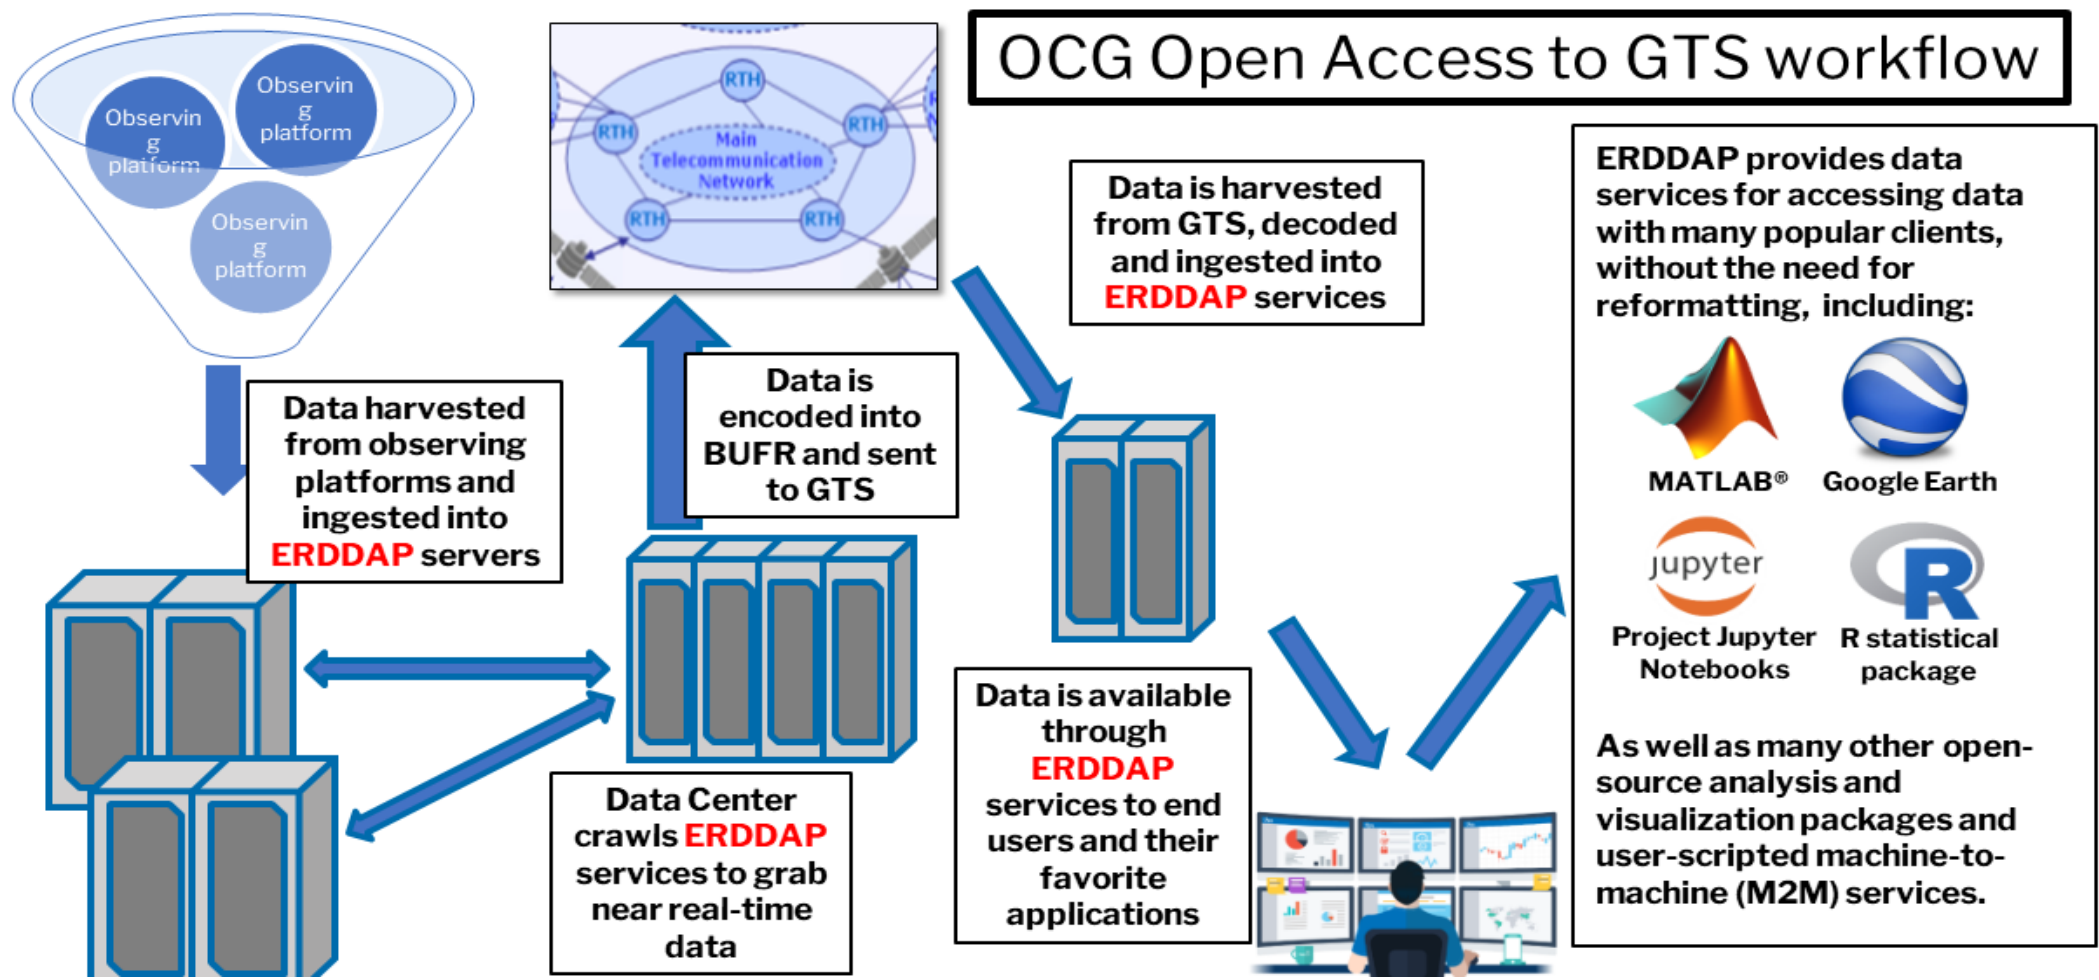 OCG Open Access to GTS workflow
Observin
g
platform
Observin
g
platform
Observin
g
platform
RTH
RTH
RTH
Main
Telecommunication
Network
RTH
RTH
Data harvested
from observing
platforms and
ingested into
ERDDAP servers
Data is
encoded into
BUFR and sent
to GTS
Data Center
crawls ERDDAP
services to grab
near real-time
data
Data is harvested
from GTS, decoded
and ingested into
ERDDAP services
Data is available
through
ERDDAP
services to end
users and their
favorite
applications
ERDDAP provides data
services for accessing data
with many popular clients,
without the need for
reformatting, including:
MATLAB®
Google Earth
jupyter
R
Project Jupyter
Notebooks
R statistical
package
As well as many other open-
source analysis and
visualization packages and
user-scripted machine-to-
machine (M2M) services.